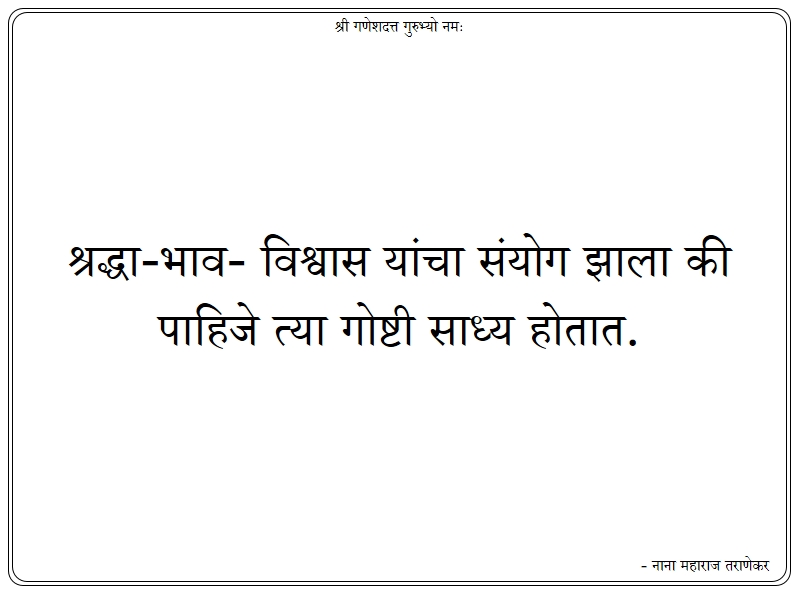 श्री गणेशदत्त गुरुभ्यो नमः
श्रद्धा-भाव- विश्वास यांचा संयोग झाला की
पाहिजे त्या गोष्टी साध्य होतात.
- नाना महाराज तराणेकर